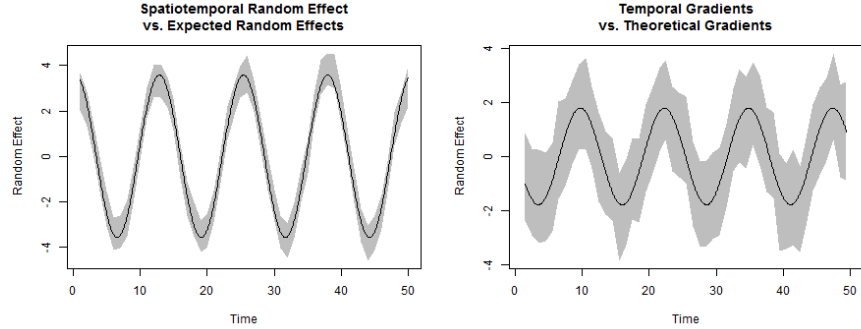 Spatiotemporal Random Effect
vs. Expected Random Effects
Random Effect
4
2
0
-2
-4
0
10
20
30
40
50
Time
Temporal Gradients
vs. Theoretical Gradients
Random Effect
4
2
0
-2
-4
0
10
20
30
40
50
Time